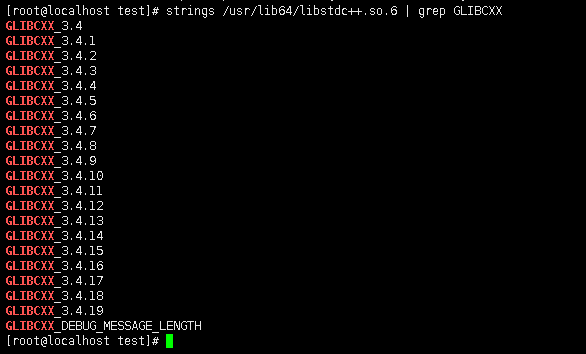 [root@localhost test]# strings /usr/lib64/libstdc++.so.6 | grep GLIBCXX
GLIBCXX_3.4
GLIBCXX_3.4.1
GLIBCXX_3.4.2
GLIBCXX_3.4.3
GLIBCXX_3.4.4
GLIBCXX_3.4.5
GLIBCXX_3.4.6
GLIBCXX_3.4.7
GLIBCXX_3.4.8
GLIBCXX_3.4.9
GLIBCXX_3.4.10
GLIBCXX_3.4.11
GLIBCXX_3.4.12
GLIBCXX_3.4.13
GLIBCXX_3.4.14
GLIBCXX_3.4.15
GLIBCXX_3.4.16
GLIBCXX_3.4.17
GLIBCXX_3.4.18
GLIBCXX_3.4.19
GLIBCXX_DEBUG_MESSAGE_LENGTH
[root@localhost test]#